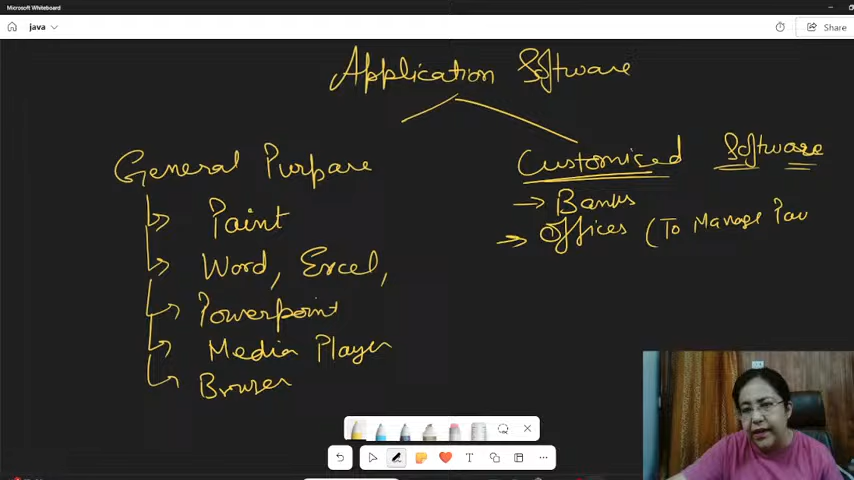 Microsoft Whiteboard
java
Share
Application Software
General Purpose
Customized Software
Paint
Banks
Offices (To Manage Pay
Word, Excel,
Powerpoint
Media Player
Browser
T